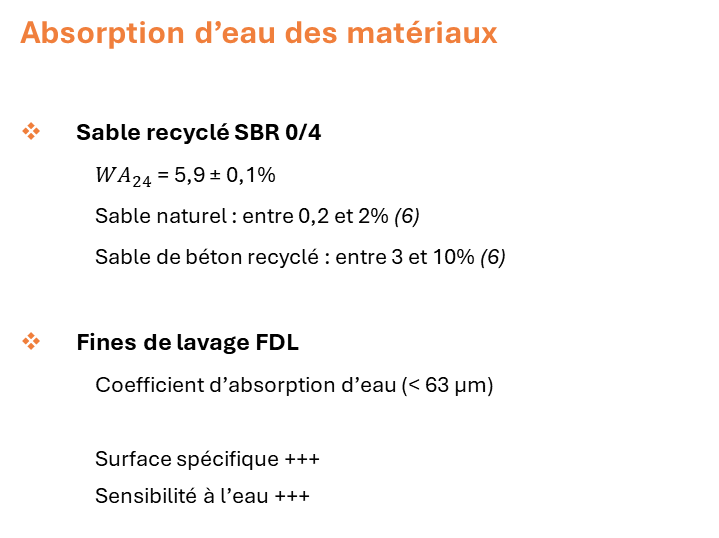 Absorption d’eau des matériaux
❖ Sable recyclé SBR 0/4
WA₂₄ = 5,9 ± 0,1%
Sable naturel : entre 0,2 et 2% (6)
Sable de béton recyclé : entre 3 et 10% (6)
❖ Fines de lavage FDL
Coefficient d’absorption d’eau (< 63 µm)
Surface spécifique +++
Sensibilité à l’eau +++